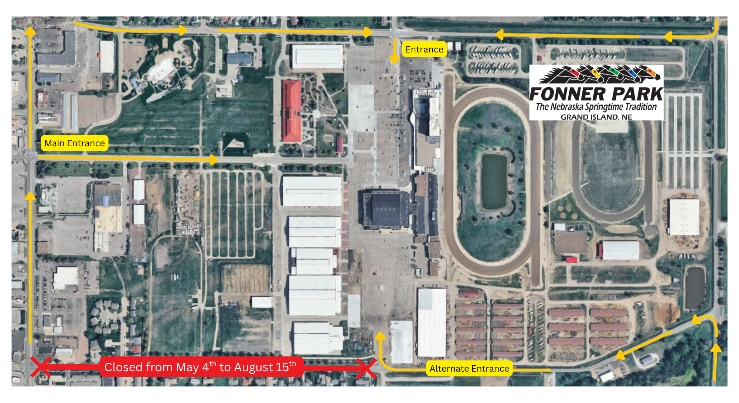 Entrance
FONNER PARK
The Nebraska Springtime Tradition
GRAND ISLAND, NE
Main Entrance
Closed from May 4th to August 15th
Alternate Entrance